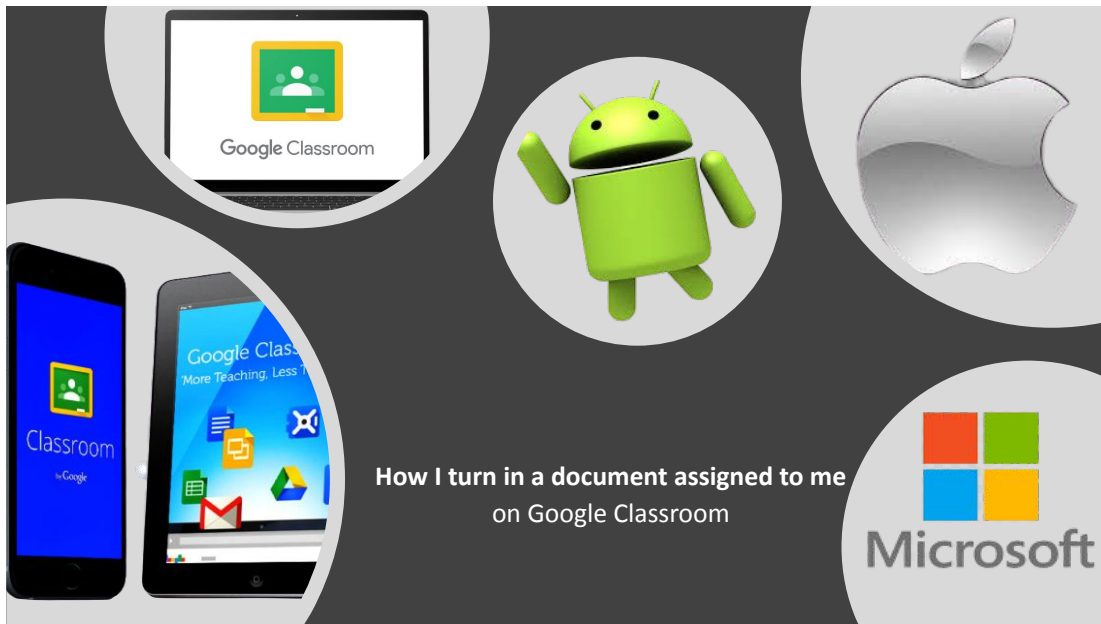 Google Classroom
Google Clas
'More Teaching, Less T
Classroom
by Google
How I turn in a document assigned to me
on Google Classroom
Microsoft